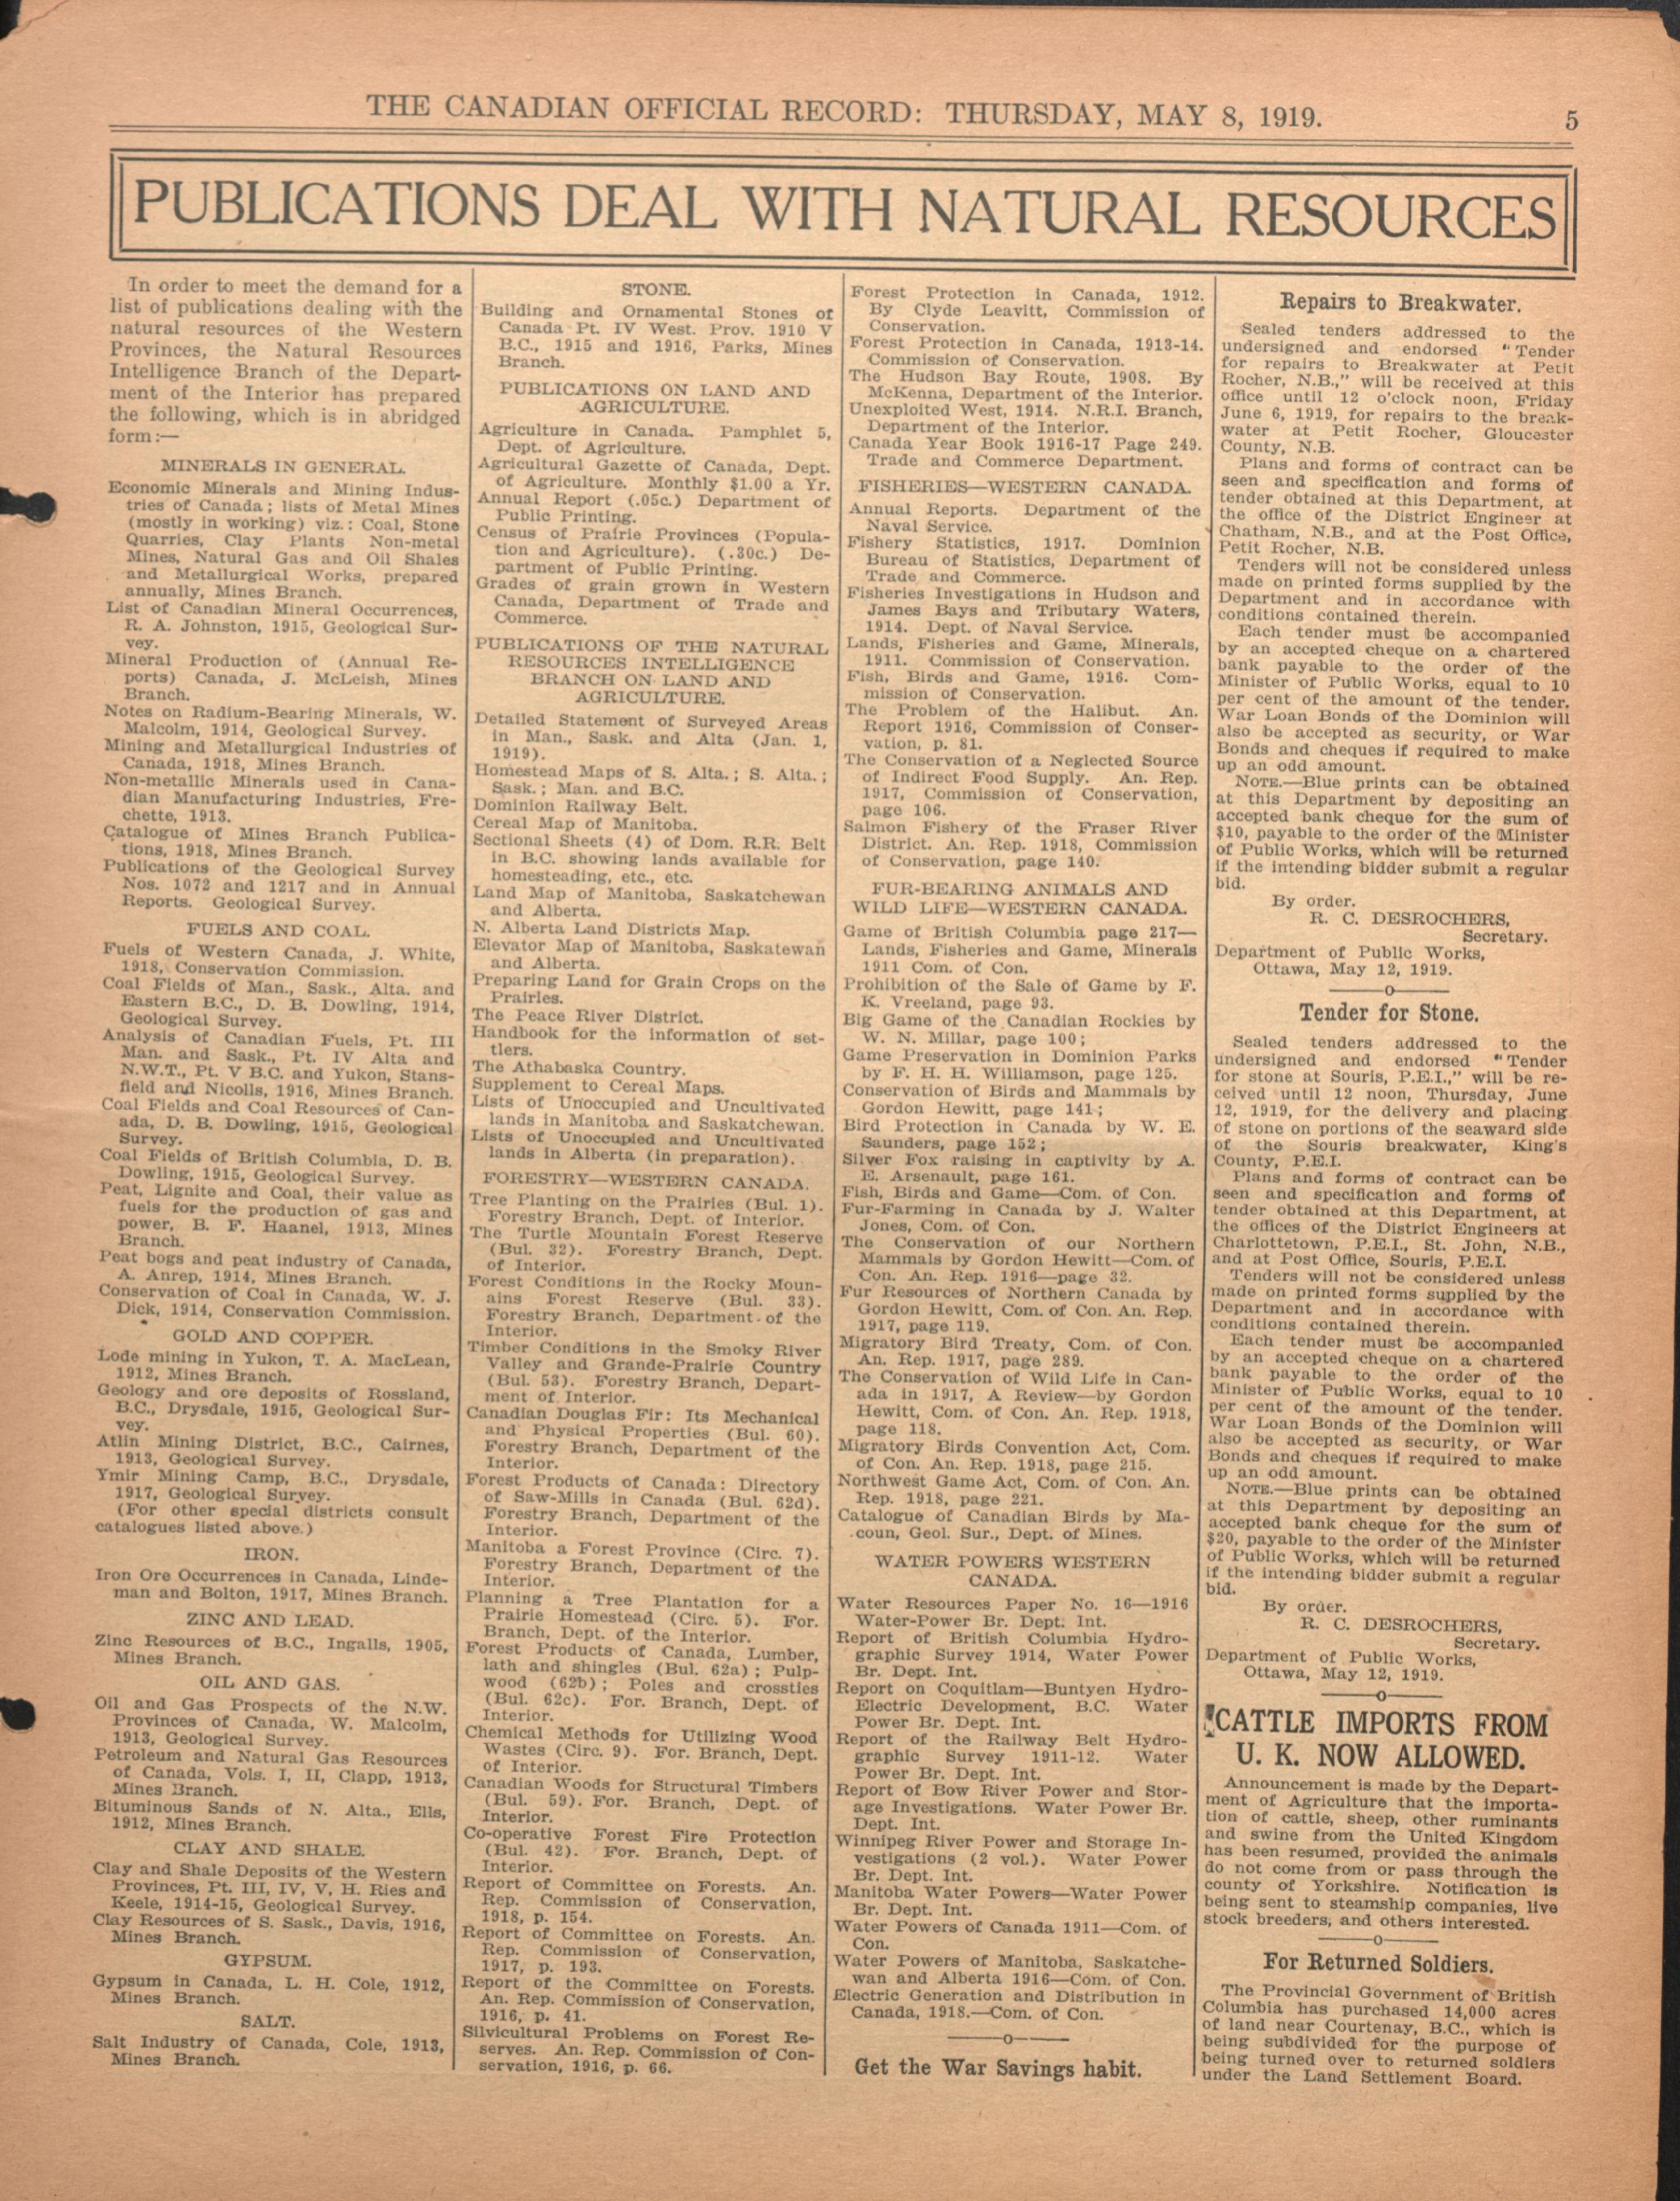 THE CANADIAN OFFICIAL RECORD: THURSDAY, MAY 8, 1919.
5
PUBLICATIONS DEAL WITH NATURAL RESOURCES
In order to meet the demand for a
list of publications dealing with the
natural resources of the Western
Provinces, the Natural Resources
Intelligence Branch of the Depart-
ment of the Interior has prepared
the following, which is in abridged
form:—
MINERALS IN GENERAL.
Economic Minerals and Mining Indus-
tries of Canada; lists of Metal Mines
(mostly in working) viz.: Coal, Stone
Quarries, Clay Plants Non-metal
Mines, Natural Gas and Oil Shales
and Metallurgical Works, prepared
annually, Mines Branch.
List of Canadian Mineral Occurrences,
R. A. Johnston, 1915, Geological Sur-
vey.
Mineral Production of (Annual Re-
ports) Canada, J. McLeish, Mines
Branch.
Notes on Radium-Bearing Minerals, W.
Malcolm, 1914, Geological Survey.
Mining and Metallurgical Industries of
Canada, 1918, Mines Branch.
Non-metallic Minerals used in Cana-
dian Manufacturing Industries, Fre-
chette, 1913.
Catalogue of Mines Branch Publica-
tions, 1918, Mines Branch.
Publications of the Geological Survey
Nos. 1072 and 1217 and in Annual
Reports. Geological Survey.
FUELS AND COAL.
Fuels of Western Canada, J. White,
1918, Conservation Commission.
Coal Fields of Man., Sask., Alta. and
Eastern B.C., D. B. Dowling, 1914,
Geological Survey.
Analysis of Canadian Fuels, Pt. III
Man. and Sask., Pt. IV Alta and
N.W.T., Pt. V B.C. and Yukon, Stans-
field and Nicolls, 1916, Mines Branch.
Coal Fields and Coal Resources of Can-
ada, D. B. Dowling, 1915, Geological
Survey.
Coal Fields of British Columbia, D. B.
Dowling, 1915, Geological Survey.
Peat, Lignite and Coal, their value as
fuels for the production of gas and
power, B. F. Haanel, 1913, Mines
Branch.
Peat bogs and peat industry of Canada,
A. Anrep, 1914, Mines Branch.
Conservation of Coal in Canada, W. J.
Dick, 1914, Conservation Commission.
GOLD AND COPPER.
Lode mining in Yukon, T. A. MacLean,
1912, Mines Branch.
Geology and ore deposits of Rossland,
B.C., Drysdale, 1915, Geological Sur-
vey.
Atlin Mining District, B.C., Cairnes,
1913, Geological Survey.
Ymir Mining Camp, B.C., Drysdale,
1917, Geological Survey.
(For other special districts consult
catalogues listed above.)
IRON.
Iron Ore Occurrences in Canada, Linde-
man and Bolton, 1917, Mines Branch.
ZINC AND LEAD.
Zinc Resources of B.C., Ingalls, 1905,
Mines Branch.
OIL AND GAS.
Oil and Gas Prospects of the N.W.
Provinces of Canada, W. Malcolm,
1913, Geological Survey.
Petroleum and Natural Gas Resources
of Canada, Vols. I, II, Clapp, 1913,
Mines Branch.
Bituminous Sands of N. Alta., Ells,
1912, Mines Branch.
CLAY AND SHALE.
Clay and Shale Deposits of the Western
Provinces, Pt. III, IV, V, H. Ries and
Keele, 1914-15, Geological Survey.
Clay Resources of S. Sask., Davis, 1916,
Mines Branch.
GYPSUM.
Gypsum in Canada, L. H. Cole, 1912,
Mines Branch.
SALT.
Salt Industry of Canada, Cole, 1913,
Mines Branch.
STONE.
Building and Ornamental Stones of
Canada Pt. IV West. Prov. 1910 V
B.C., 1915 and 1916, Parks, Mines
Branch.
PUBLICATIONS ON LAND AND
AGRICULTURE.
Agriculture in Canada. Pamphlet 5,
Dept. of Agriculture.
Agricultural Gazette of Canada, Dept.
of Agriculture. Monthly $1.00 a Yr.
Annual Report (.05c.) Department of
Public Printing.
Census of Prairie Provinces (Popula-
tion and Agriculture). (.30c.) De-
partment of Public Printing.
Grades of grain grown in Western
Canada, Department of Trade and
Commerce.
PUBLICATIONS OF THE NATURAL
RESOURCES INTELLIGENCE
BRANCH ON LAND AND
AGRICULTURE.
Detailed Statement of Surveyed Areas
in Man., Sask. and Alta (Jan. 1,
1919).
Homestead Maps of S. Alta.; S. Alta.;
Sask.; Man. and B.C.
Dominion Railway Belt.
Cereal Map of Manitoba.
Sectional Sheets (4) of Dom. R.R. Belt
in B.C. showing lands available for
homesteading, etc., etc.
Land Map of Manitoba, Saskatchewan
and Alberta.
N. Alberta Land Districts Map.
Elevator Map of Manitoba, Saskatewan
and Alberta.
Preparing Land for Grain Crops on the
Prairies.
The Peace River District.
Handbook for the information of set-
tlers.
The Athabaska Country.
Supplement to Cereal Maps.
Lists of Unoccupied and Uncultivated
lands in Manitoba and Saskatchewan.
Lists of Unoccupied and Uncultivated
lands in Alberta (in preparation).
FORESTRY—WESTERN CANADA.
Tree Planting on the Prairies (Bul. 1).
Forestry Branch, Dept. of Interior.
The Turtle Mountain Forest Reserve
(Bul. 32). Forestry Branch, Dept.
of Interior.
Forest Conditions in the Rocky Moun-
ains Forest Reserve (Bul. 33).
Forestry Branch, Department of the
Interior.
Timber Conditions in the Smoky River
Valley and Grande-Prairie Country
(Bul. 53). Forestry Branch, Depart-
ment of Interior.
Canadian Douglas Fir: Its Mechanical
and Physical Properties (Bul. 60).
Forestry Branch, Department of the
Interior.
Forest Products of Canada: Directory
of Saw-Mills in Canada (Bul. 62d).
Forestry Branch, Department of the
Interior.
Manitoba a Forest Province (Circ. 7).
Forestry Branch, Department of the
Interior.
Planning a Tree Plantation for a
Prairie Homestead (Circ. 5). For.
Branch, Dept. of the Interior.
Forest Products of Canada, Lumber,
lath and shingles (Bul. 62a); Pulp-
wood (62b); Poles and crossties
(Bul. 62c). For. Branch, Dept. of
Interior.
Chemical Methods for Utilizing Wood
Wastes (Circ. 9). For. Branch, Dept.
of Interior.
Canadian Woods for Structural Timbers
(Bul. 59). For. Branch, Dept. of
Interior.
Co-operative Forest Fire Protection
(Bul. 42). For. Branch, Dept. of
Interior.
Report of Committee on Forests. An.
Rep. Commission of Conservation,
1918, p. 154.
Report of Committee on Forests. An.
Rep. Commission of Conservation,
1917, p. 193.
Report of the Committee on Forests.
An. Rep. Commission of Conservation,
1916, p. 41.
Silvicultural Problems on Forest Re-
serves. An. Rep. Commission of Con-
servation, 1916, p. 66.
Forest Protection in Canada, 1912.
By Clyde Leavitt, Commission of
Conservation.
Forest Protection in Canada, 1913-14.
Commission of Conservation.
The Hudson Bay Route, 1908. By
McKenna, Department of the Interior.
Unexploited West, 1914. N.R.I. Branch,
Department of the Interior.
Canada Year Book 1916-17 Page 249.
Trade and Commerce Department.
FISHERIES—WESTERN CANADA.
Annual Reports. Department of the
Naval Service.
Fishery Statistics, 1917. Dominion
Bureau of Statistics, Department of
Trade and Commerce.
Fisheries Investigations in Hudson and
James Bays and Tributary Waters,
1914. Dept. of Naval Service.
Lands, Fisheries and Game, Minerals,
1911. Commission of Conservation.
Fish, Birds and Game, 1916. Com-
mission of Conservation.
The Problem of the Halibut. An.
Report 1916, Commission of Conser-
vation, p. 81.
The Conservation of a Neglected Source
of Indirect Food Supply. An. Rep.
1917, Commission of Conservation,
page 106.
Salmon Fishery of the Fraser River
District. An. Rep. 1918, Commission
of Conservation, page 140.
FUR-BEARING ANIMALS AND
WILD LIFE—WESTERN CANADA.
Game of British Columbia page 217—
Lands, Fisheries and Game, Minerals
1911 Com. of Con.
Prohibition of the Sale of Game by F.
K. Vreeland, page 93.
Big Game of the Canadian Rockies by
W. N. Millar, page 100;
Game Preservation in Dominion Parks
by F. H. H. Williamson, page 125.
Conservation of Birds and Mammals by
Gordon Hewitt, page 141;
Bird Protection in Canada by W. E.
Saunders, page 152;
Silver Fox raising in captivity by A.
E. Arsenault, page 161.
Fish, Birds and Game—Com. of Con.
Fur-Farming in Canada by J. Walter
Jones, Com. of Con.
The Conservation of our Northern
Mammals by Gordon Hewitt—Com. of
Con. An. Rep. 1916—page 32.
Fur Resources of Northern Canada by
Gordon Hewitt, Com. of Con. An. Rep.
1917, page 119.
Migratory Bird Treaty, Com. of Con.
An. Rep. 1917, page 289.
The Conservation of Wild Life in Can-
ada in 1917, A Review—by Gordon
Hewitt, Com. of Con. An. Rep. 1918,
page 118.
Migratory Birds Convention Act, Com.
of Con. An. Rep. 1918, page 215.
Northwest Game Act, Com. of Con. An.
Rep. 1918, page 221.
Catalogue of Canadian Birds by Ma-
coun, Geol. Sur., Dept. of Mines.
WATER POWERS WESTERN
CANADA.
Water Resources Paper No. 16—1916
Water-Power Br. Dept. Int.
Report of British Columbia Hydro-
graphic Survey 1914, Water Power
Br. Dept. Int.
Report on Coquitlam—Buntyen Hydro-
Electric Development, B.C. Water
Power Br. Dept. Int.
Report of the Railway Belt Hydro-
graphic Survey 1911-12. Water
Power Br. Dept. Int.
Report of Bow River Power and Stor-
age Investigations. Water Power Br.
Dept. Int.
Winnipeg River Power and Storage In-
vestigations (2 vol.). Water Power
Br. Dept. Int.
Manitoba Water Powers—Water Power
Br. Dept. Int.
Water Powers of Canada 1911—Com. of
Con.
Water Powers of Manitoba, Saskatche-
wan and Alberta 1916—Com. of Con.
Electric Generation and Distribution in
Canada, 1918.—Com. of Con.
———o———
Get the War Savings habit.
Repairs to Breakwater.
Sealed tenders addressed to the
undersigned and endorsed "Tender
for repairs to Breakwater at Petit
Rocher, N.B.," will be received at this
office until 12 o'clock noon, Friday
June 6, 1919, for repairs to the break-
water at Petit Rocher, Gloucester
County, N.B.
Plans and forms of contract can be
seen and specification and forms of
tender obtained at this Department, at
the office of the District Engineer at
Chatham, N.B., and at the Post Office,
Petit Rocher, N.B.
Tenders will not be considered unless
made on printed forms supplied by the
Department and in accordance with
conditions contained therein.
Each tender must be accompanied
by an accepted cheque on a chartered
bank payable to the order of the
Minister of Public Works, equal to 10
per cent of the amount of the tender.
War Loan Bonds of the Dominion will
also be accepted as security, or War
Bonds and cheques if required to make
up an odd amount.
NOTE.—Blue prints can be obtained
at this Department by depositing an
accepted bank cheque for the sum of
$10, payable to the order of the Minister
of Public Works, which will be returned
if the intending bidder submit a regular
bid.
By order.
R. C. DESROCHERS,
Secretary.
Department of Public Works,
Ottawa, May 12, 1919.
———o———
Tender for Stone.
Sealed tenders addressed to the
undersigned and endorsed "Tender
for stone at Souris, P.E.I.," will be re-
ceived until 12 noon, Thursday, June
12, 1919, for the delivery and placing
of stone on portions of the seaward side
of the Souris breakwater, King's
County, P.E.I.
Plans and forms of contract can be
seen and specification and forms of
tender obtained at this Department, at
the offices of the District Engineers at
Charlottetown, P.E.I., St. John, N.B.,
and at Post Office, Souris, P.E.I.
Tenders will not be considered unless
made on printed forms supplied by the
Department and in accordance with
conditions contained therein.
Each tender must be accompanied
by an accepted cheque on a chartered
bank payable to the order of the
Minister of Public Works, equal to 10
per cent of the amount of the tender.
War Loan Bonds of the Dominion will
also be accepted as security, or War
Bonds and cheques if required to make
up an odd amount.
NOTE.—Blue prints can be obtained
at this Department by depositing an
accepted bank cheque for the sum of
$20, payable to the order of the Minister
of Public Works, which will be returned
if the intending bidder submit a regular
bid.
By order.
R. C. DESROCHERS,
Secretary.
Department of Public Works,
Ottawa, May 12, 1919.
———o———
CATTLE IMPORTS FROM
U. K. NOW ALLOWED.
Announcement is made by the Depart-
ment of Agriculture that the importa-
tion of cattle, sheep, other ruminants
and swine from the United Kingdom
has been resumed, provided the animals
do not come from or pass through the
county of Yorkshire. Notification is
being sent to steamship companies, live
stock breeders, and others interested.
———o———
For Returned Soldiers.
The Provincial Government of British
Columbia has purchased 14,000 acres
of land near Courtenay, B.C., which is
being subdivided for the purpose of
being turned over to returned soldiers
under the Land Settlement Board.